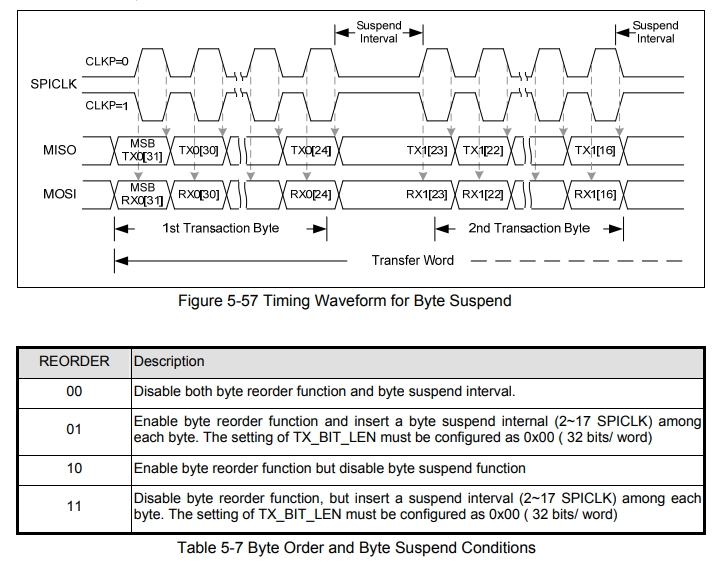 Suspend Interval
Suspend Interval
CLKP=0
SPICLK
CLKP=1
MISO
MSB TX0[31]
TX0[30]
TX0[24]
TX1[23]
TX1[22]
TX1[16]
MOSI
MSB RX0[31]
RX0[30]
RX0[24]
RX1[23]
RX1[22]
RX1[16]
1st Transaction Byte
2nd Transaction Byte
Transfer Word
Figure 5-57 Timing Waveform for Byte Suspend
REORDER Description
00 Disable both byte reorder function and byte suspend interval.
01 Enable byte reorder function and insert a byte suspend internal (2~17 SPICLK) among
each byte. The setting of TX_BIT_LEN must be configured as 0x00 ( 32 bits/ word)
10 Enable byte reorder function but disable byte suspend function
11 Disable byte reorder function, but insert a suspend interval (2~17 SPICLK) among each
byte. The setting of TX_BIT_LEN must be configured as 0x00 ( 32 bits/ word)
Table 5-7 Byte Order and Byte Suspend Conditions